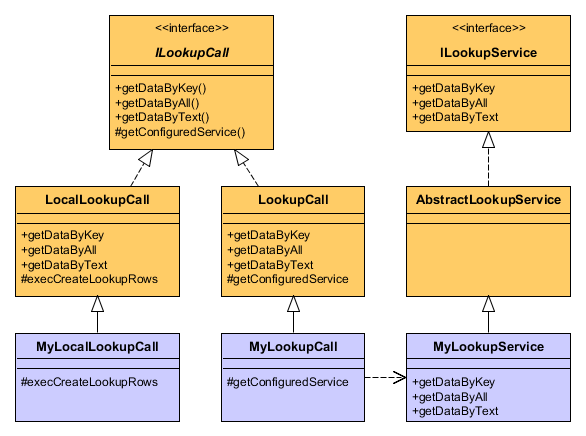 <<interface>>
ILookupCall
+getDataByKey()
+getDataByAll()
+getDataByText()
#getConfiguredService()
<<interface>>
ILookupService
+getDataByKey
+getDataByAll
+getDataByText
LocalLookupCall
+getDataByKey
+getDataByAll
+getDataByText
#execCreateLookupRows
LookupCall
+getDataByKey
+getDataByAll
+getDataByText
#getConfiguredService
AbstractLookupService
MyLocalLookupCall
#execCreateLookupRows
MyLookupCall
#getConfiguredService
MyLookupService
+getDataByKey
+getDataByAll
+getDataByText